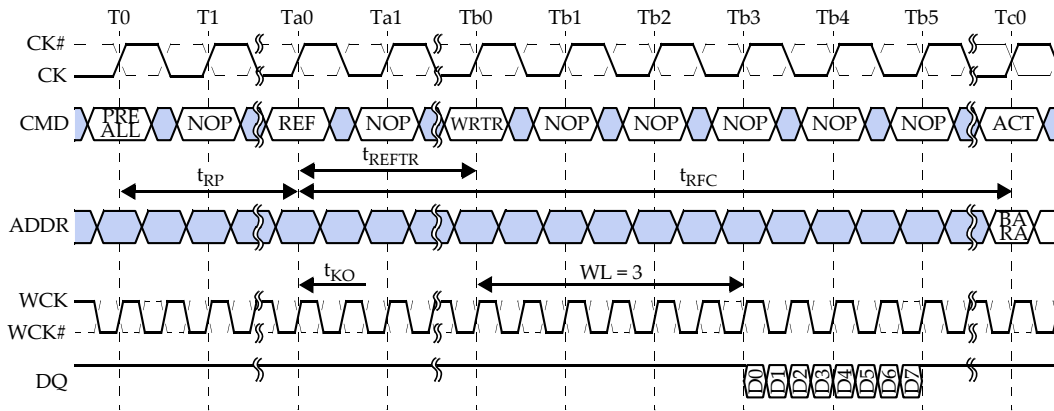 T0 T1 Ta0 Ta1 Tb0 Tb1 Tb2 Tb3 Tb4 Tb5 Tc0
CK#
CK
CMD PRE ALL NOP REF NOP WRTR NOP NOP NOP NOP NOP ACT
tREFTR
tRP tRFC
ADDR BA RA
tKO WL = 3
WCK
WCK#
DQ D0 D1 D2 D3 D4 D5 D6 D7